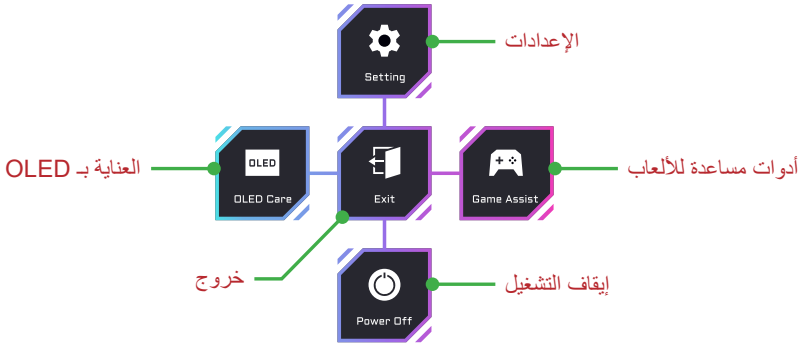 الإعدادات
Setting
العناية بـ OLED
OLED
OLED Care
Exit
Game Assist
أدوات مساعدة للألعاب
خروج
Power Off
إيقاف التشغيل